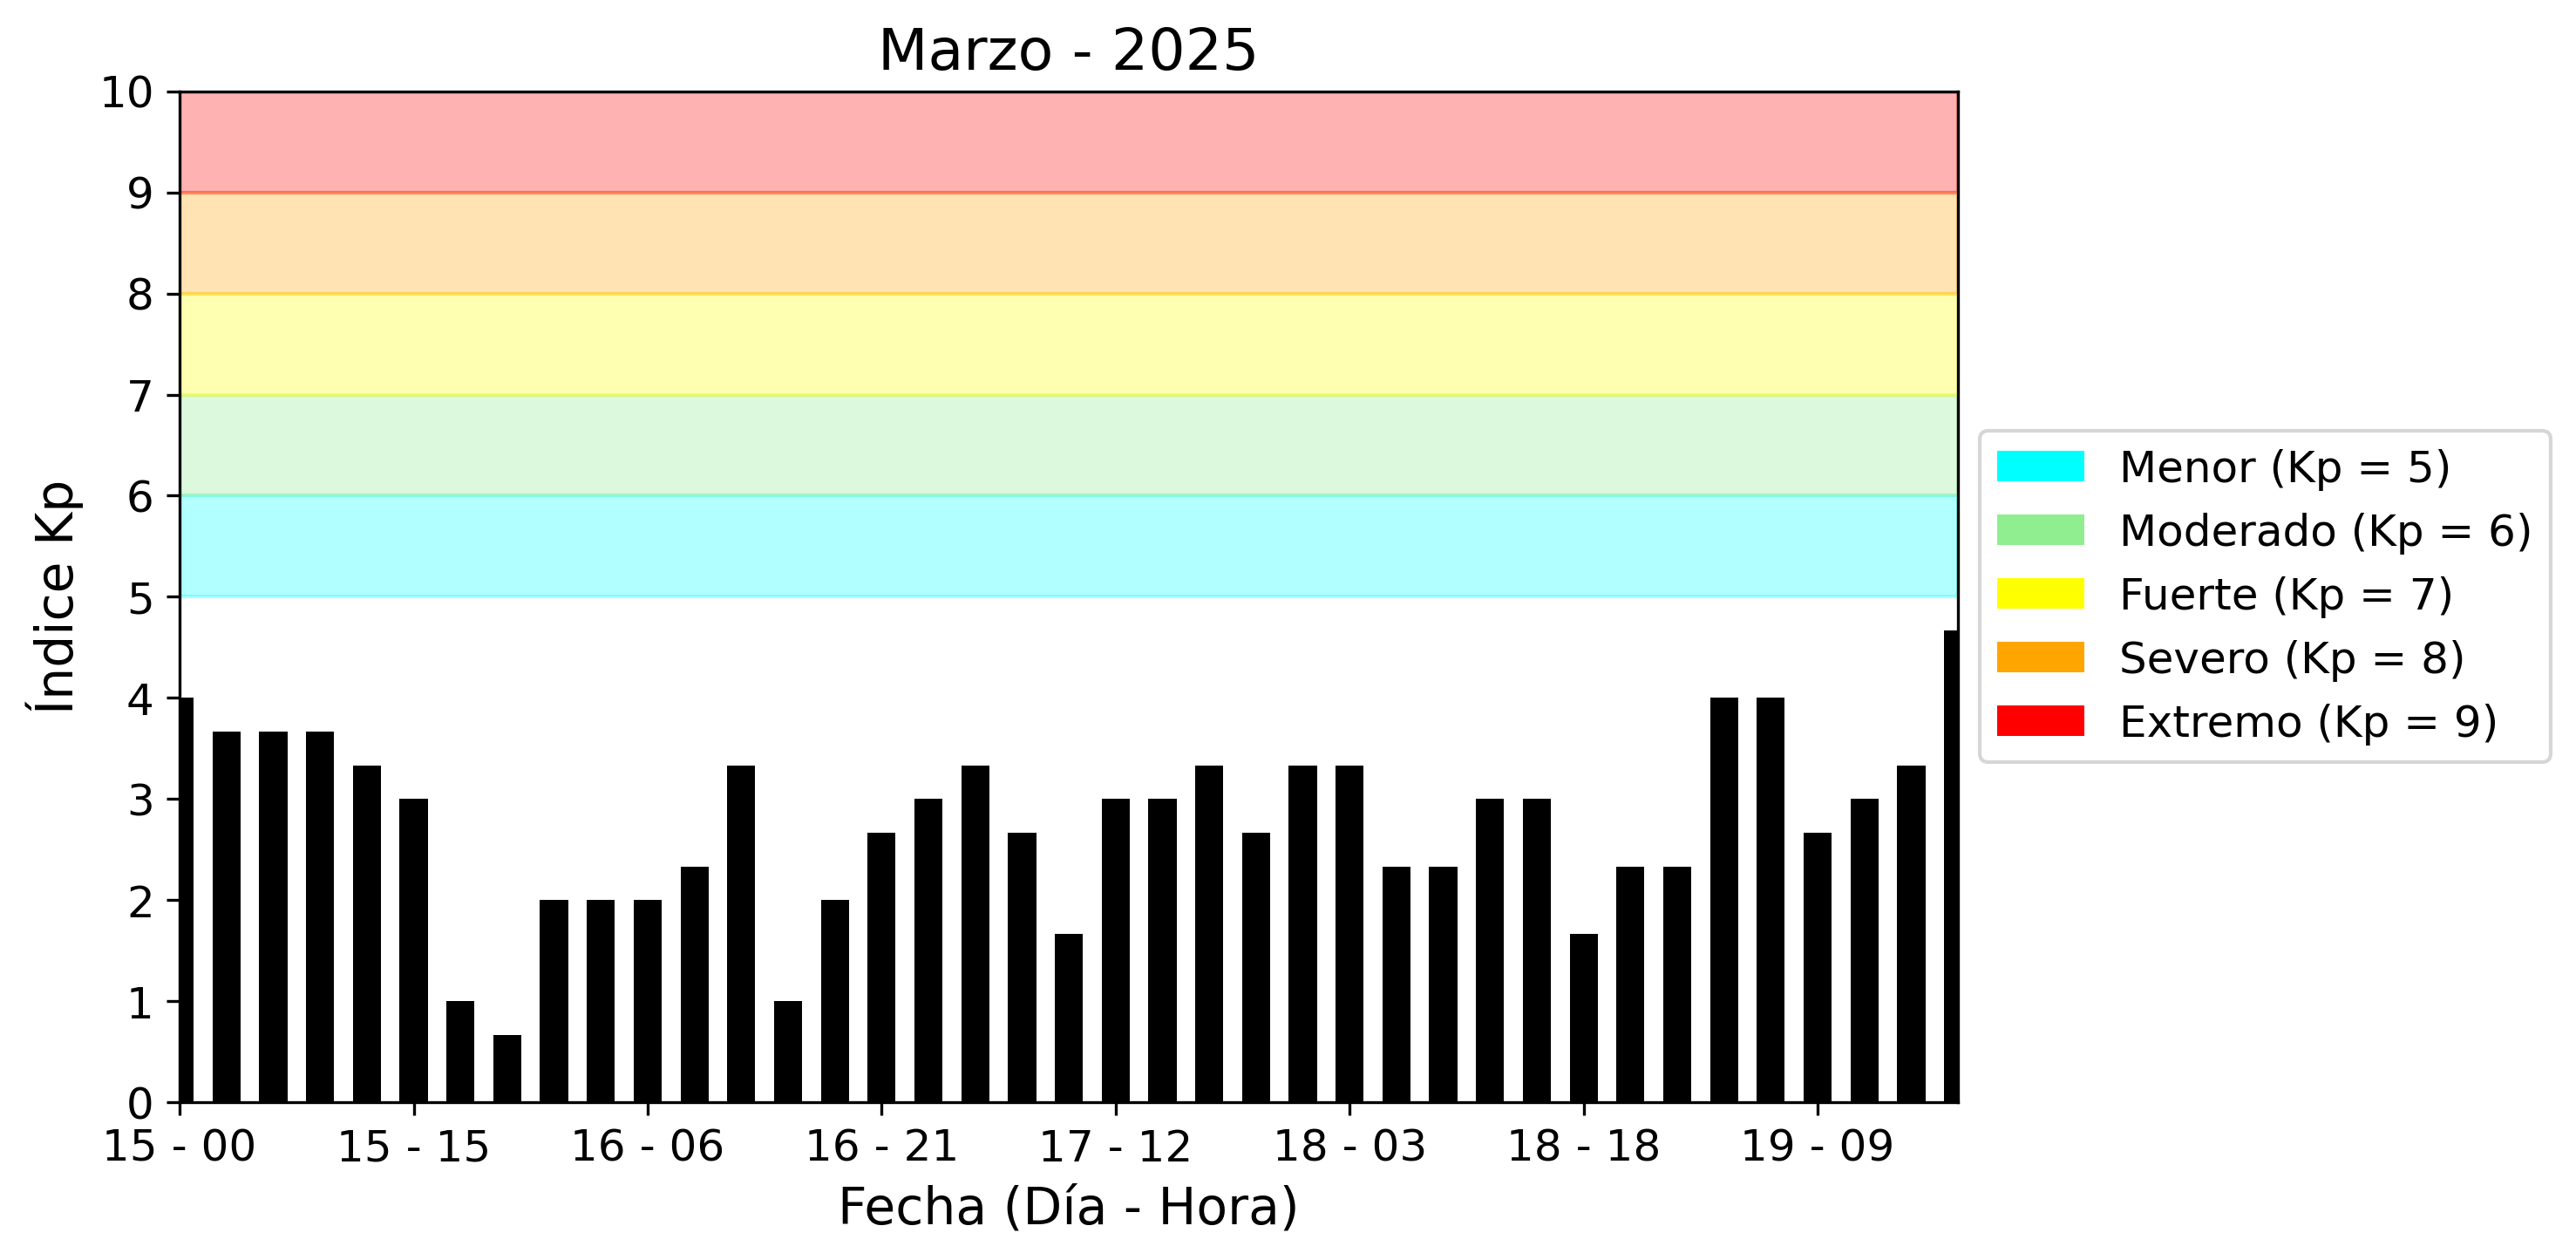 Marzo - 2025
10
9
8
7
6
5
4
3
2
1
0
Índice Kp
15 - 00
15 - 15
16 - 06
16 - 21
17 - 12
18 - 03
18 - 18
19 - 09
Fecha (Día - Hora)
Menor (Kp = 5)
Moderado (Kp = 6)
Fuerte (Kp = 7)
Severo (Kp = 8)
Extremo (Kp = 9)